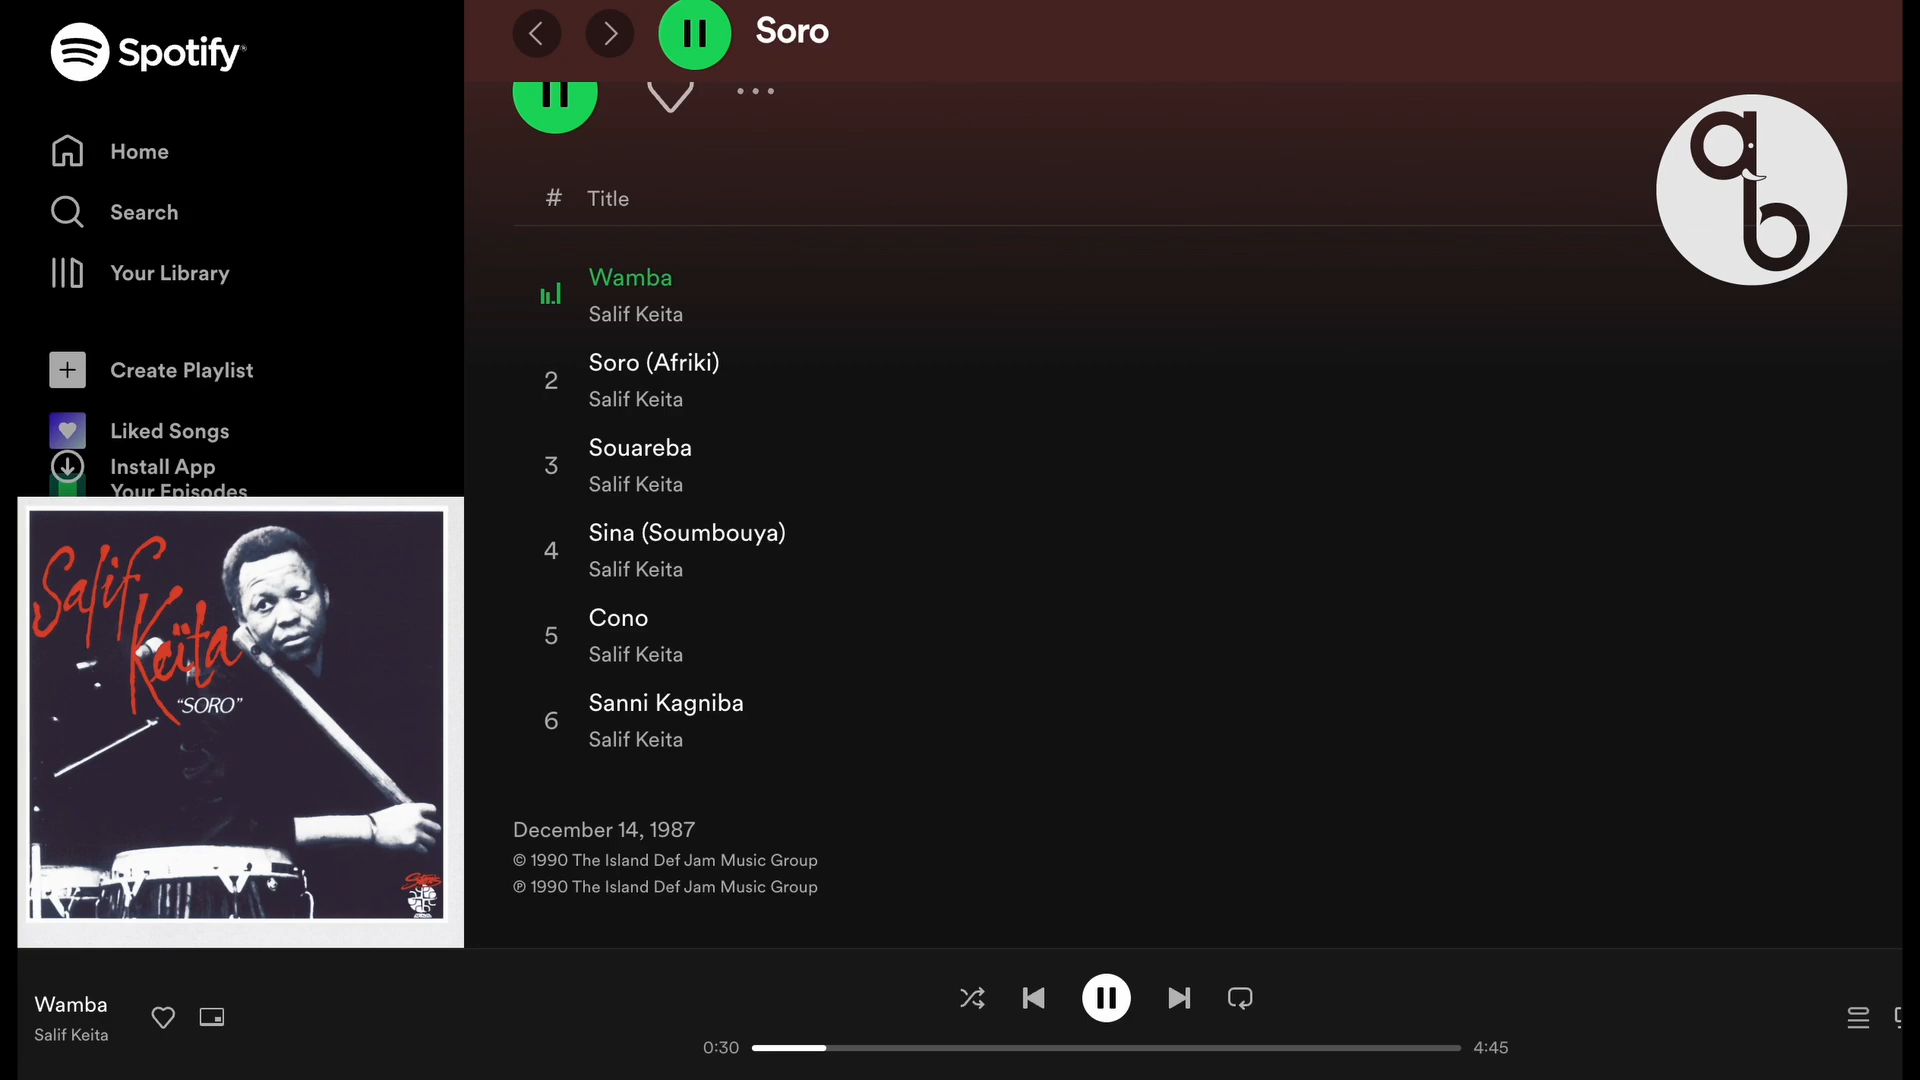 Spotify
Home
Search
Your Library
Create Playlist
Liked Songs
Install App
Your Episodes
Salif
Keïta
"SORO"
Soro
# Title
Wamba
Salif Keita
2 Soro (Afriki)
Salif Keita
3 Souareba
Salif Keita
4 Sina (Soumbouya)
Salif Keita
5 Cono
Salif Keita
6 Sanni Kagniba
Salif Keita
December 14, 1987
© 1990 The Island Def Jam Music Group
℗ 1990 The Island Def Jam Music Group
ab
Wamba
Salif Keita
0:30
4:45